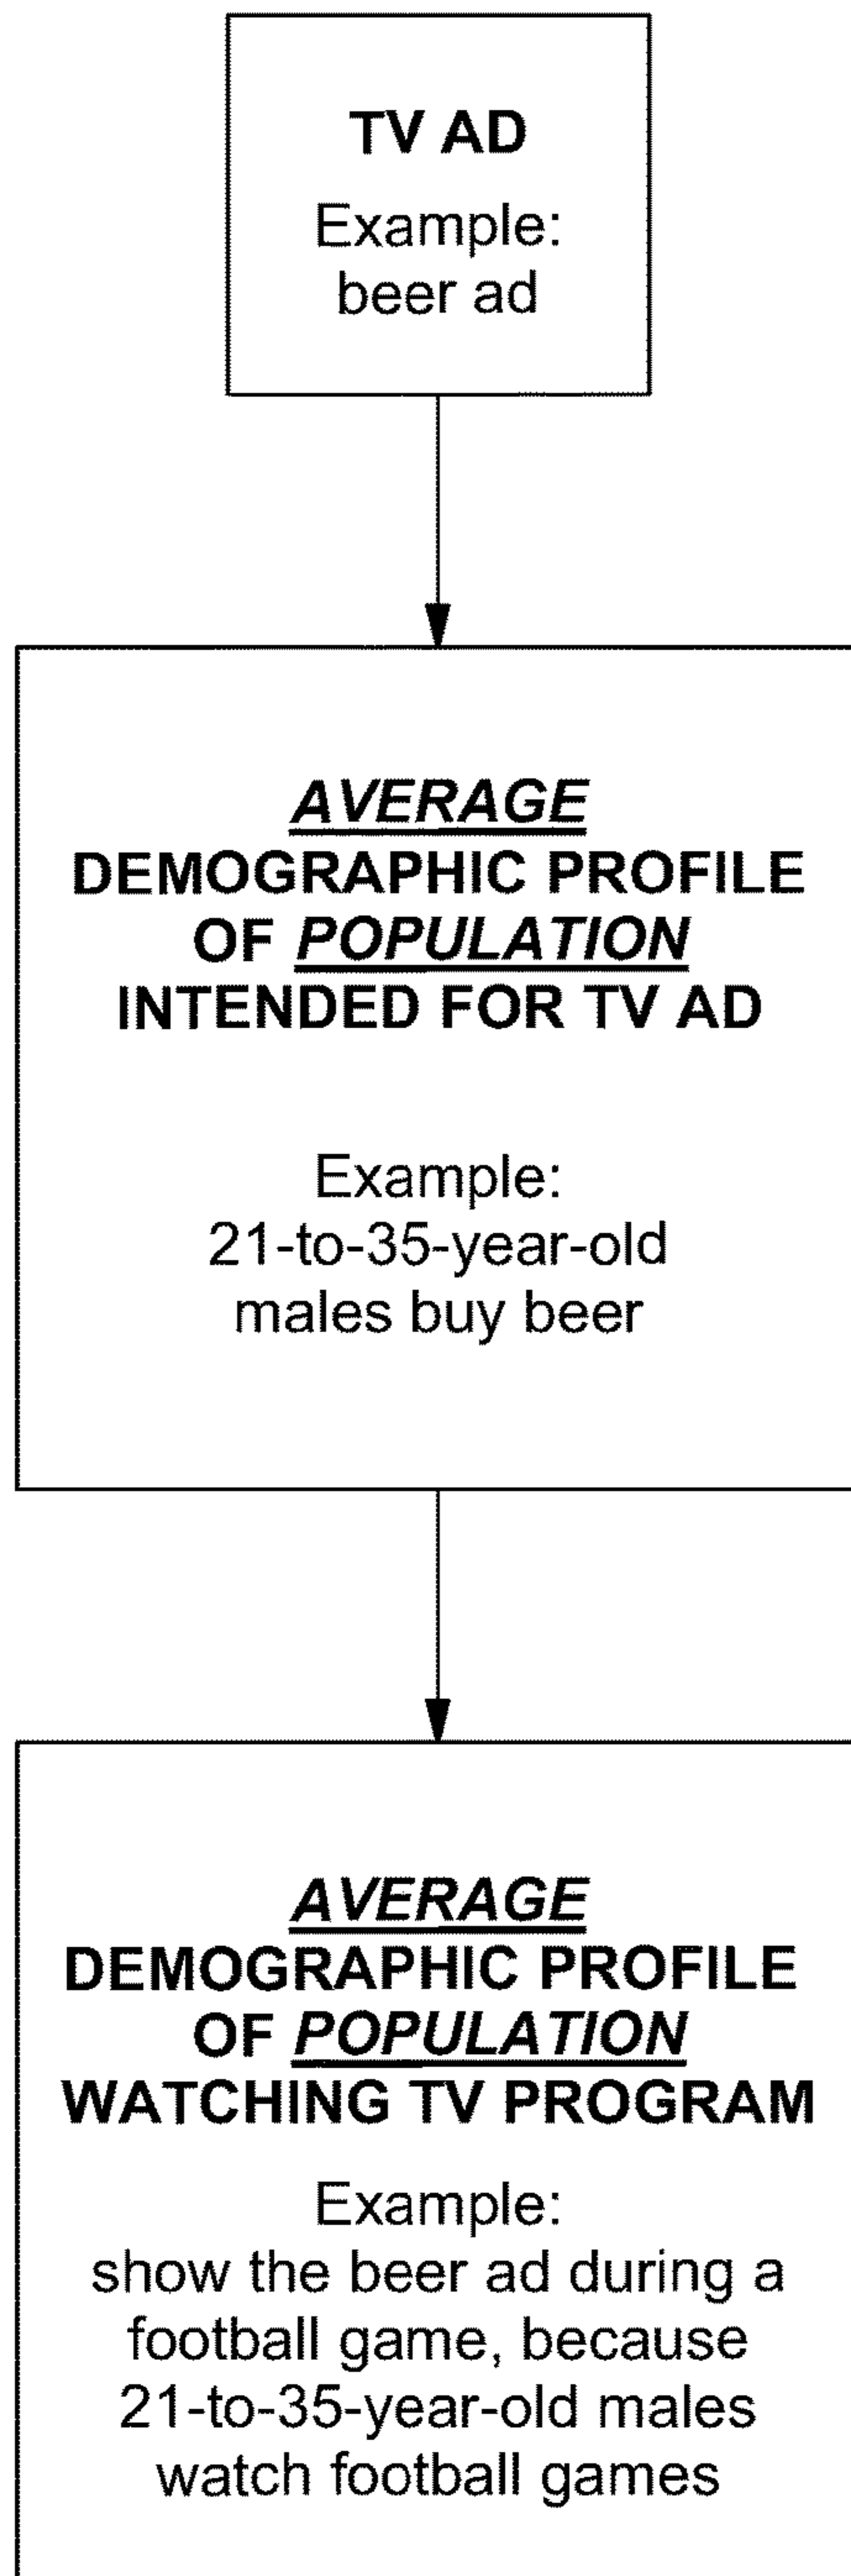 TV AD
Example:
beer ad
AVERAGE
DEMOGRAPHIC PROFILE
OF POPULATION
INTENDED FOR TV AD
Example:
21-to-35-year-old
males buy beer
AVERAGE
DEMOGRAPHIC PROFILE
OF POPULATION
WATCHING TV PROGRAM
Example:
show the beer ad during a
football game, because
21-to-35-year-old males
watch football games